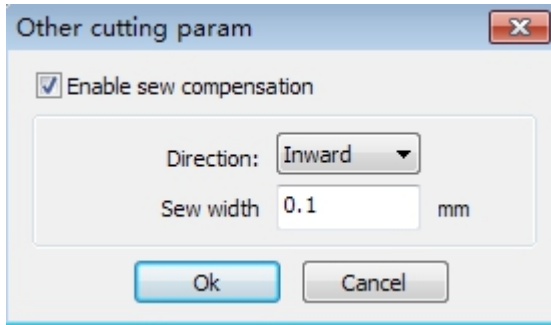 Other cutting param
Enable sew compensation
Direction: Inward
Sew width 0.1 mm
Ok Cancel